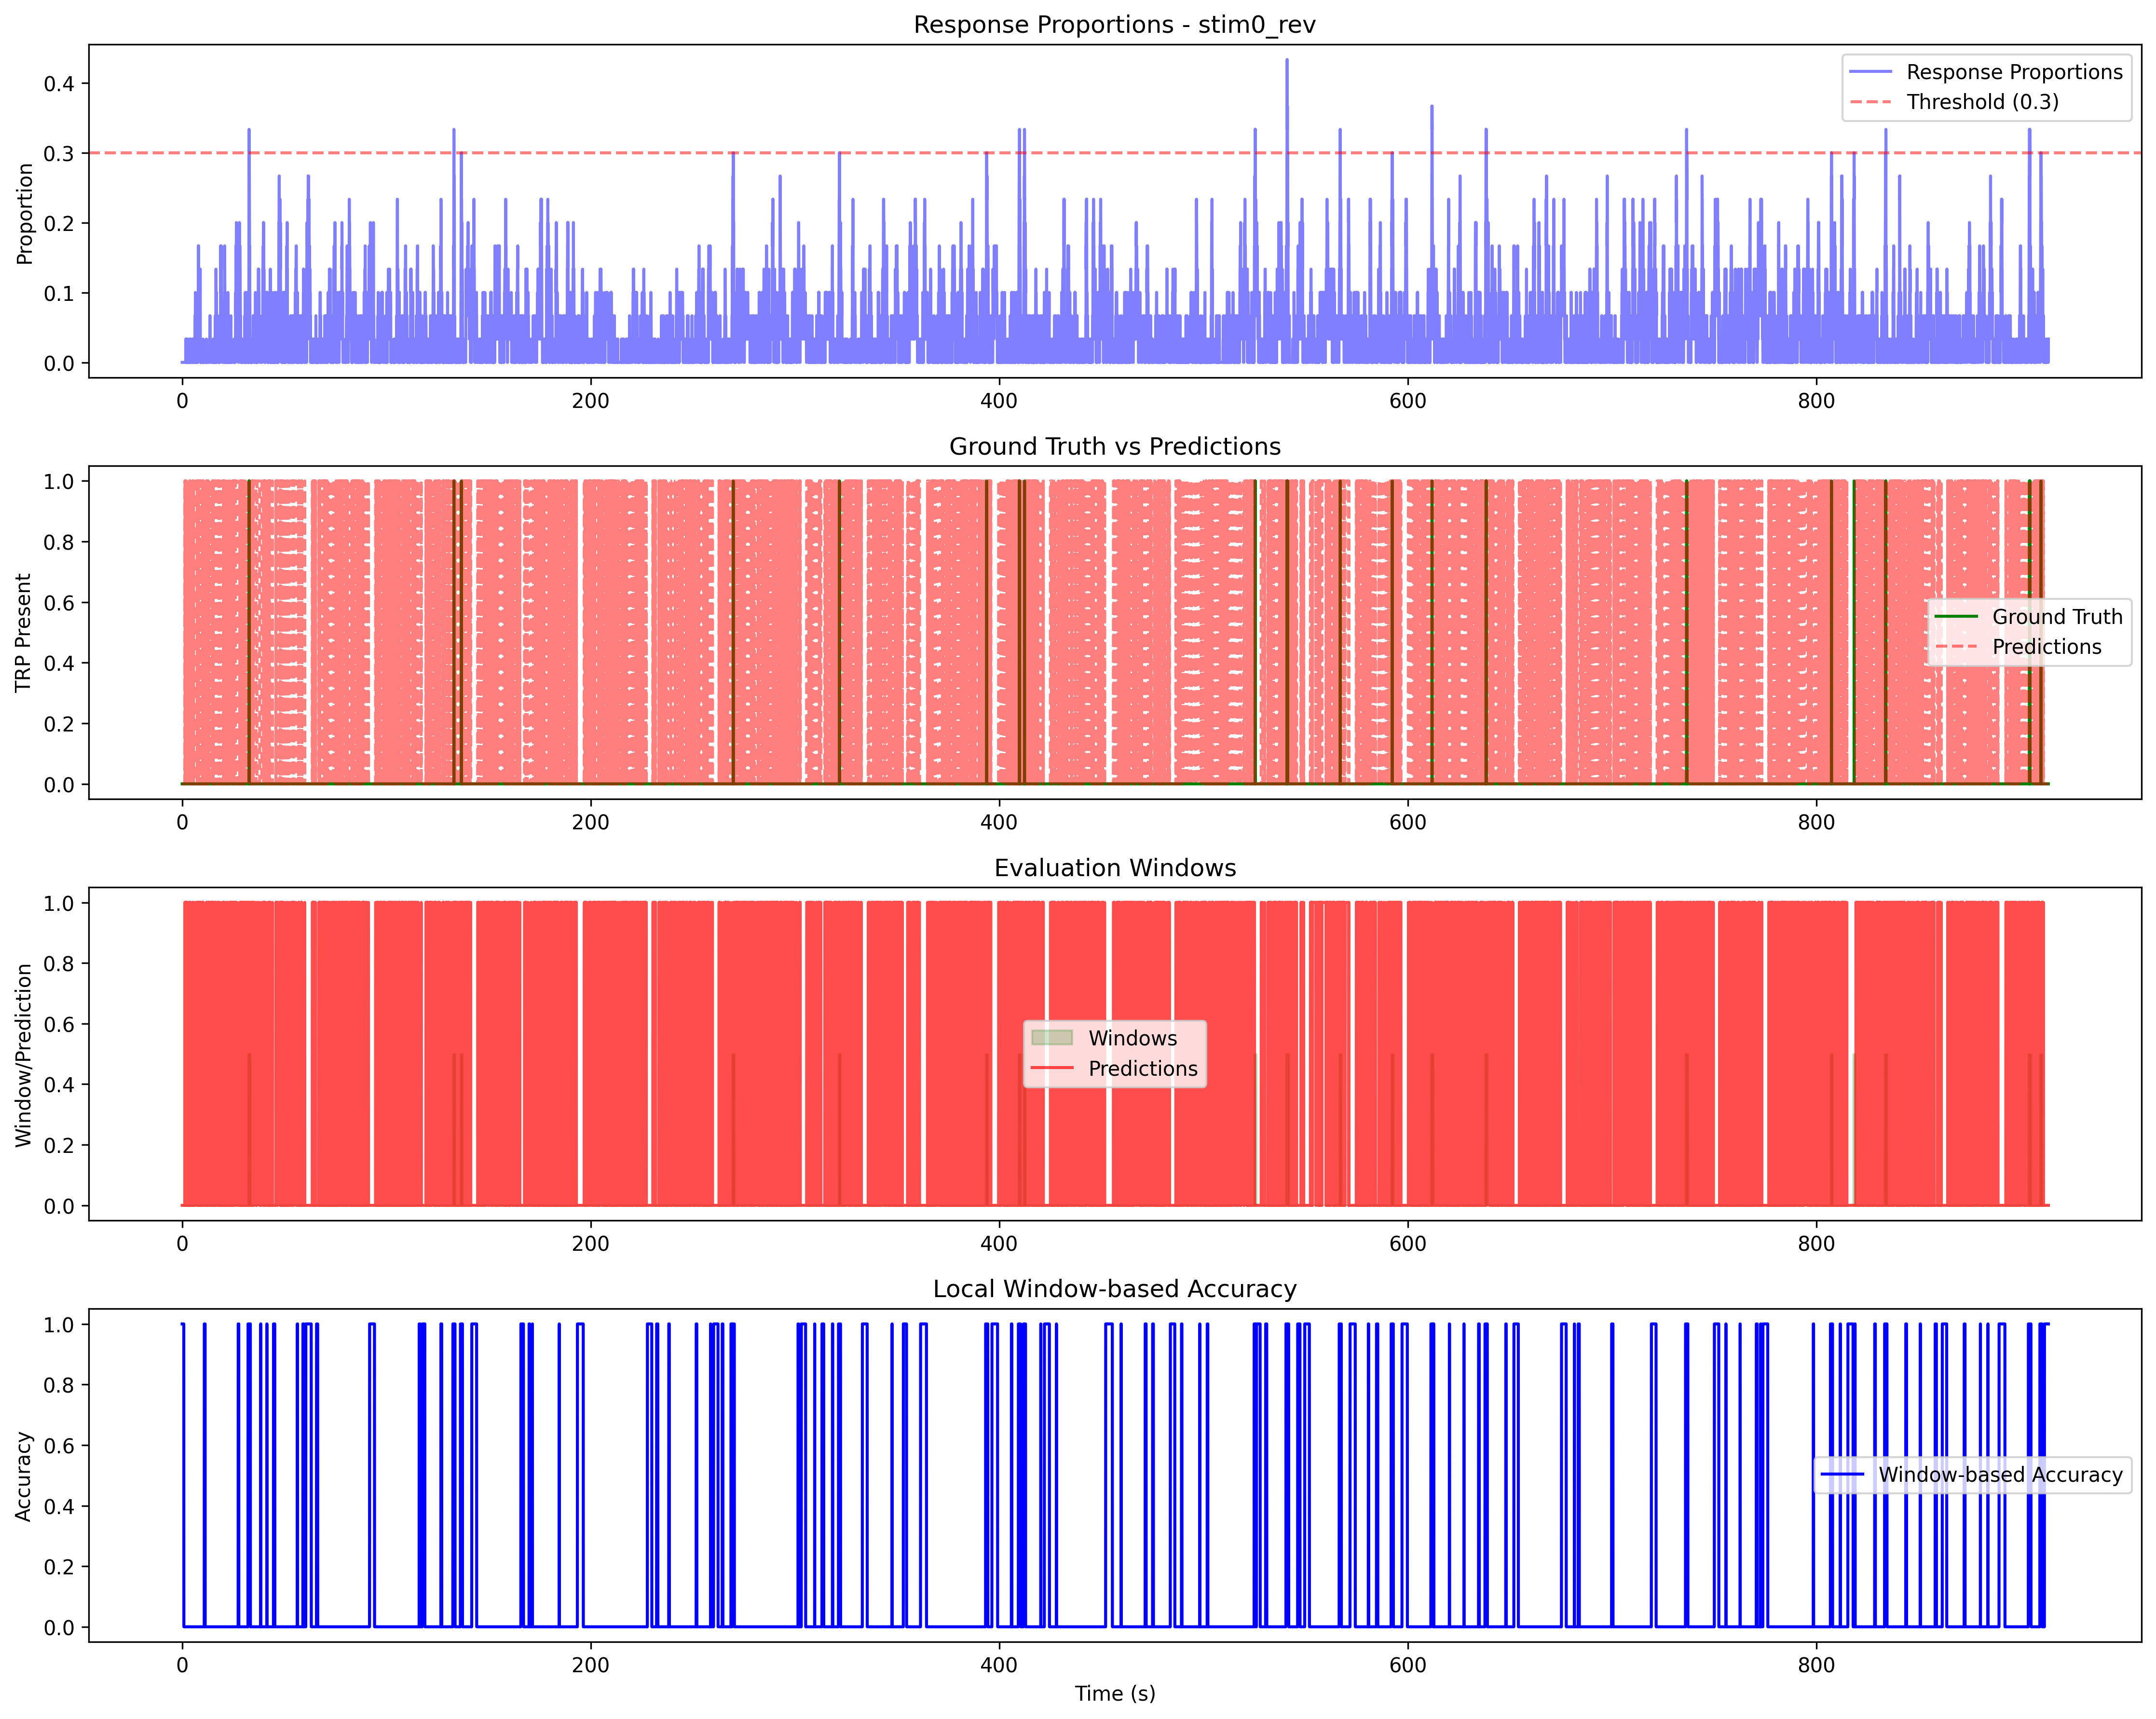 Response Proportions - stim0_rev
Proportion
0.4
0.3
0.2
0.1
0.0
Response Proportions
Threshold (0.3)
0 200 400 600 800
Ground Truth vs Predictions
TRP Present
1.0
0.8
0.6
0.4
0.2
0.0
Ground Truth
Predictions
0 200 400 600 800
Evaluation Windows
Window/Prediction
1.0
0.8
0.6
0.4
0.2
0.0
Windows
Predictions
0 200 400 600 800
Local Window-based Accuracy
Accuracy
1.0
0.8
0.6
0.4
0.2
0.0
Window-based Accuracy
0 200 400 600 800
Time (s)